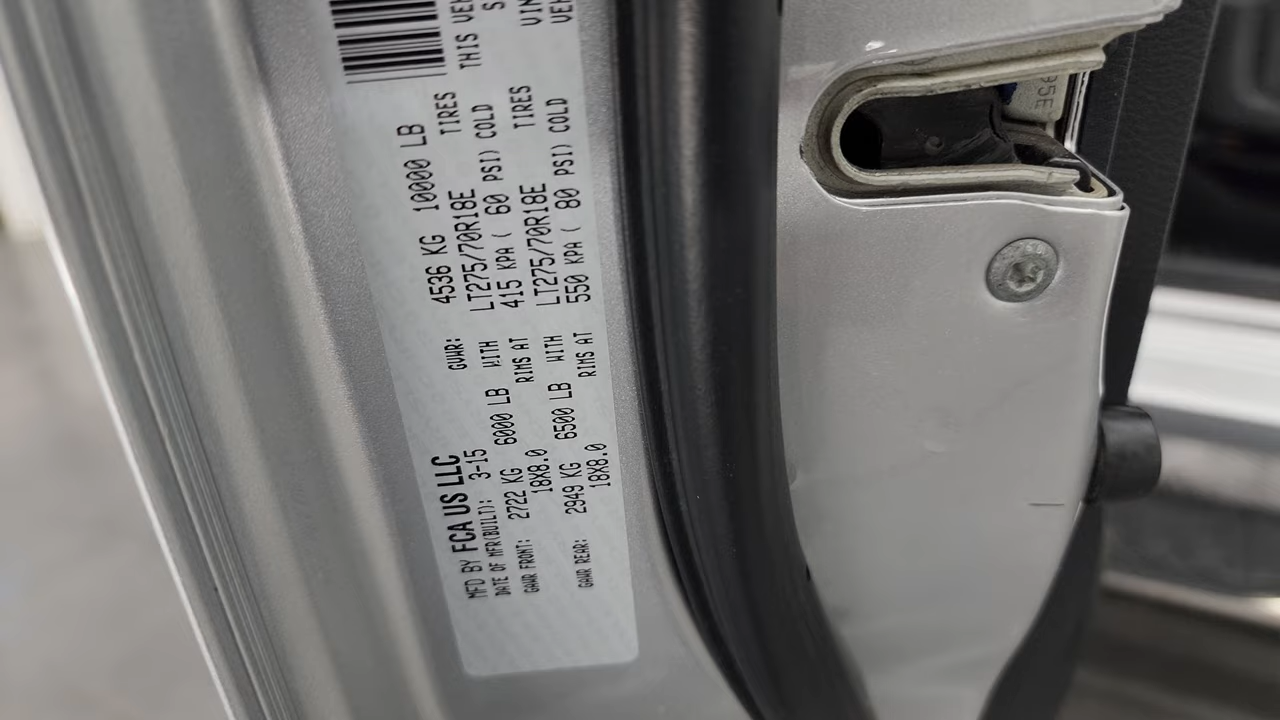 MFD BY FCA US LLC
DATE OF MFR(BUILT): 3-15 GVWR: 4536 KG 10000 LB
GAWR FRONT: 2722 KG 6000 LB WITH LT275/70R18E TIRES
18X8.0 RIMS AT 415 KPA ( 60 PSI) COLD
GAWR REAR: 2949 KG 6500 LB WITH LT275/70R18E TIRES
18X8.0 RIMS AT 550 KPA ( 80 PSI) COLD
THIS VEH
S
VIN
VEH
95E